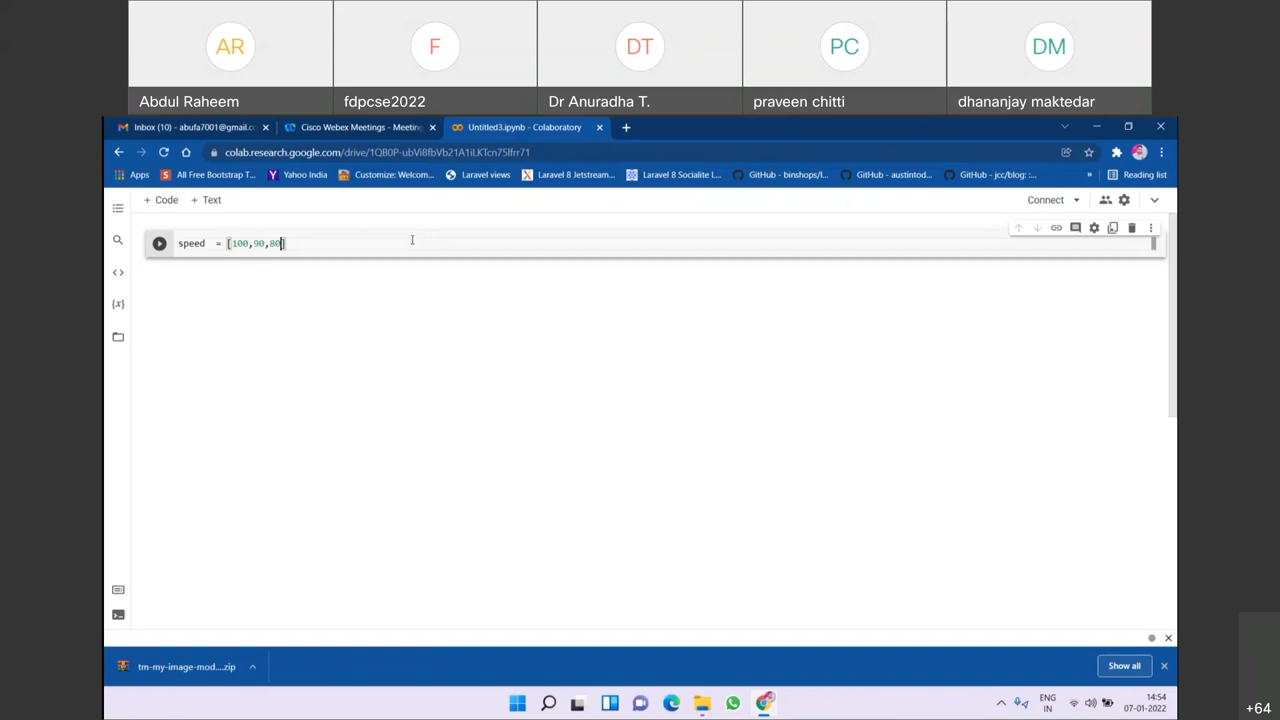 AR
F
DT
PC
DM
Abdul Raheem
fdpcse2022
Dr Anuradha T.
praveen chitti
dhananjay maktedar
Inbox (10) - abufa7001@gmail.c
Cisco Webex Meetings - Meeting
Untitled3.ipynb - Colaboratory
colab.research.google.com/drive/1QB0P-ubVi8fbVb21A1iLKTcn75lfrr71
Apps
All Free Bootstrap T...
Yahoo India
Customize: Welcom...
Laravel views
Laravel 8 Jetstream...
Laravel 8 Socialite L...
GitHub - binshops/l...
GitHub - austintod...
GitHub - jcc/blog: :...
»
Reading list
+ Code + Text
Connect
speed = [100,90,80]
tm-my-image-mod....zip
Show all
ENG
IN
14:54
07-01-2022
+64